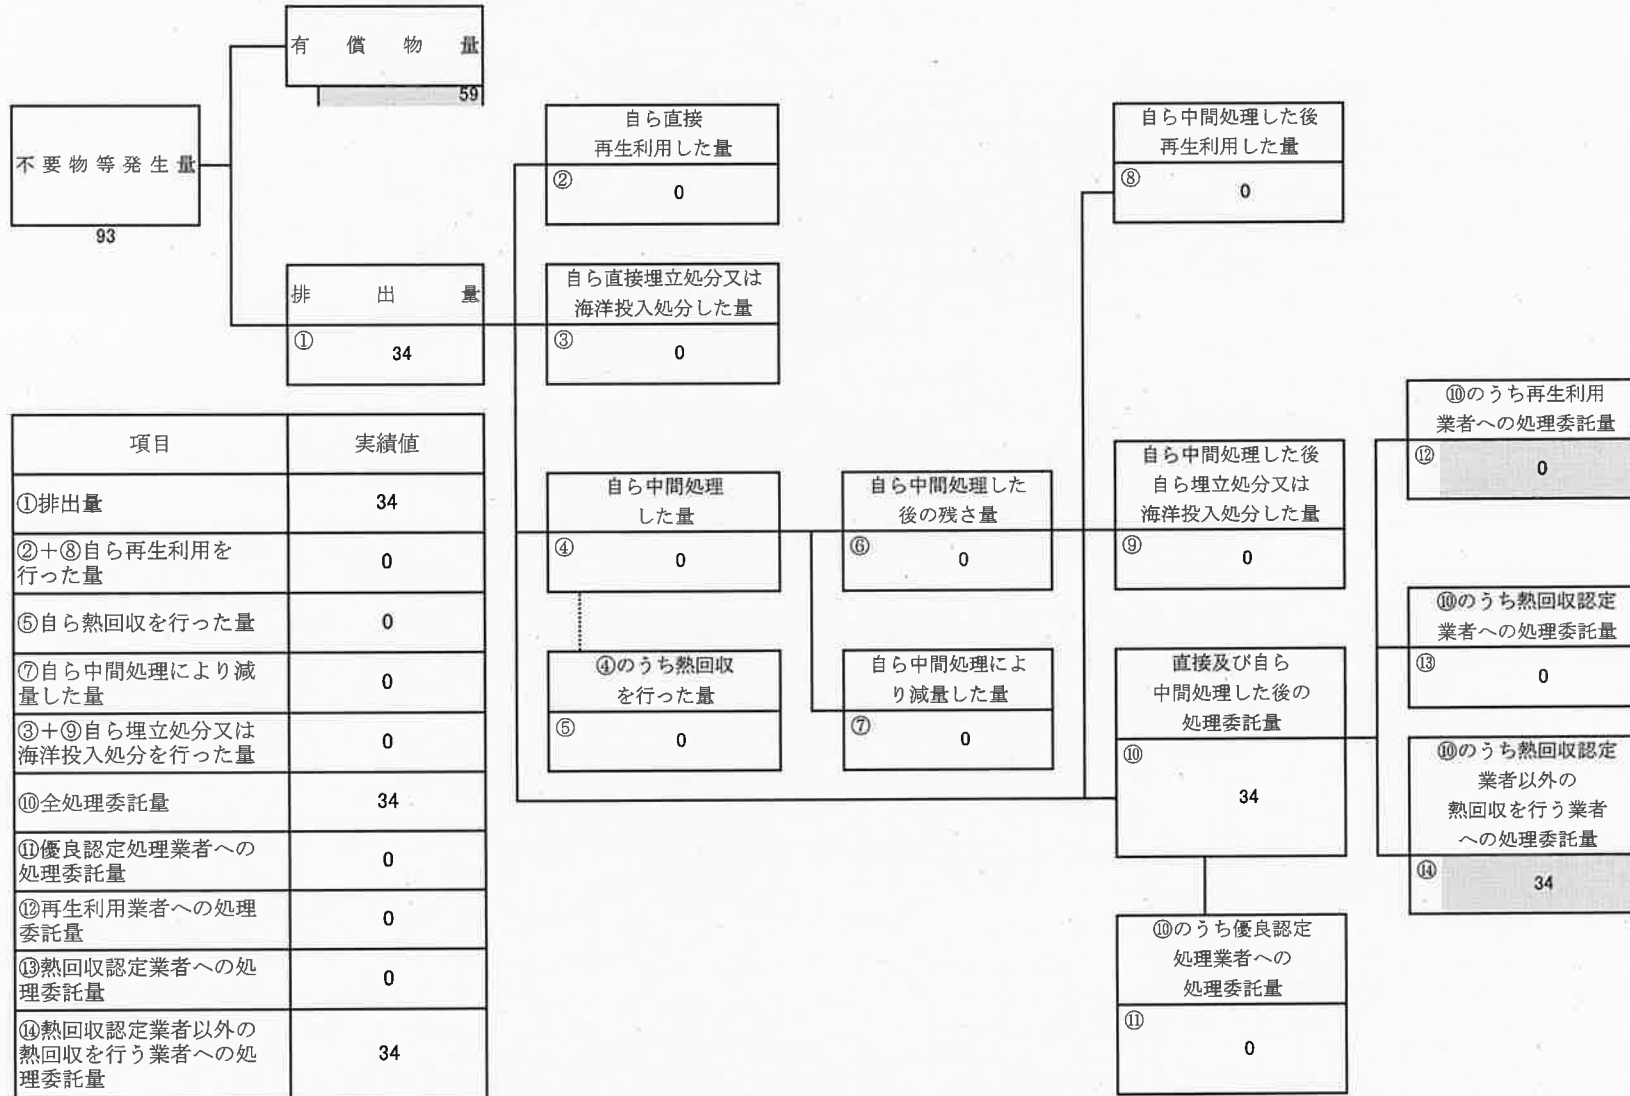 有償物量
59
不要物等発生量
93
排出量
①
34
自ら直接
再生利用した量
②
0
自ら直接埋立処分又は
海洋投入処分した量
③
0
自ら中間処理
した量
④
0
④のうち熱回収
を行った量
⑤
0
自ら中間処理した
後の残さ量
⑥
0
自ら中間処理によ
り減量した量
⑦
0
自ら中間処理した後
再生利用した量
⑧
0
自ら中間処理した後
自ら埋立処分又は
海洋投入処分した量
⑨
0
直接及び自ら
中間処理した後の
処理委託量
⑩
34
⑩のうち優良認定
処理業者への
処理委託量
⑪
0
⑩のうち再生利用
業者への処理委託量
⑫
0
⑩のうち熱回収認定
業者への処理委託量
⑬
0
⑩のうち熱回収認定
業者以外の
熱回収を行う業者
への処理委託量
⑭
34
項目
実績値
①排出量
34
②+⑧自ら再生利用を
行った量
0
⑤自ら熱回収を行った量
0
⑦自ら中間処理により減
量した量
0
③+⑨自ら埋立処分又は
海洋投入処分を行った量
0
⑩全処理委託量
34
⑪優良認定処理業者への
処理委託量
0
⑫再生利用業者への処理
委託量
0
⑬熱回収認定業者への処
理委託量
0
⑭熱回収認定業者以外の
熱回収を行う業者への処
理委託量
34